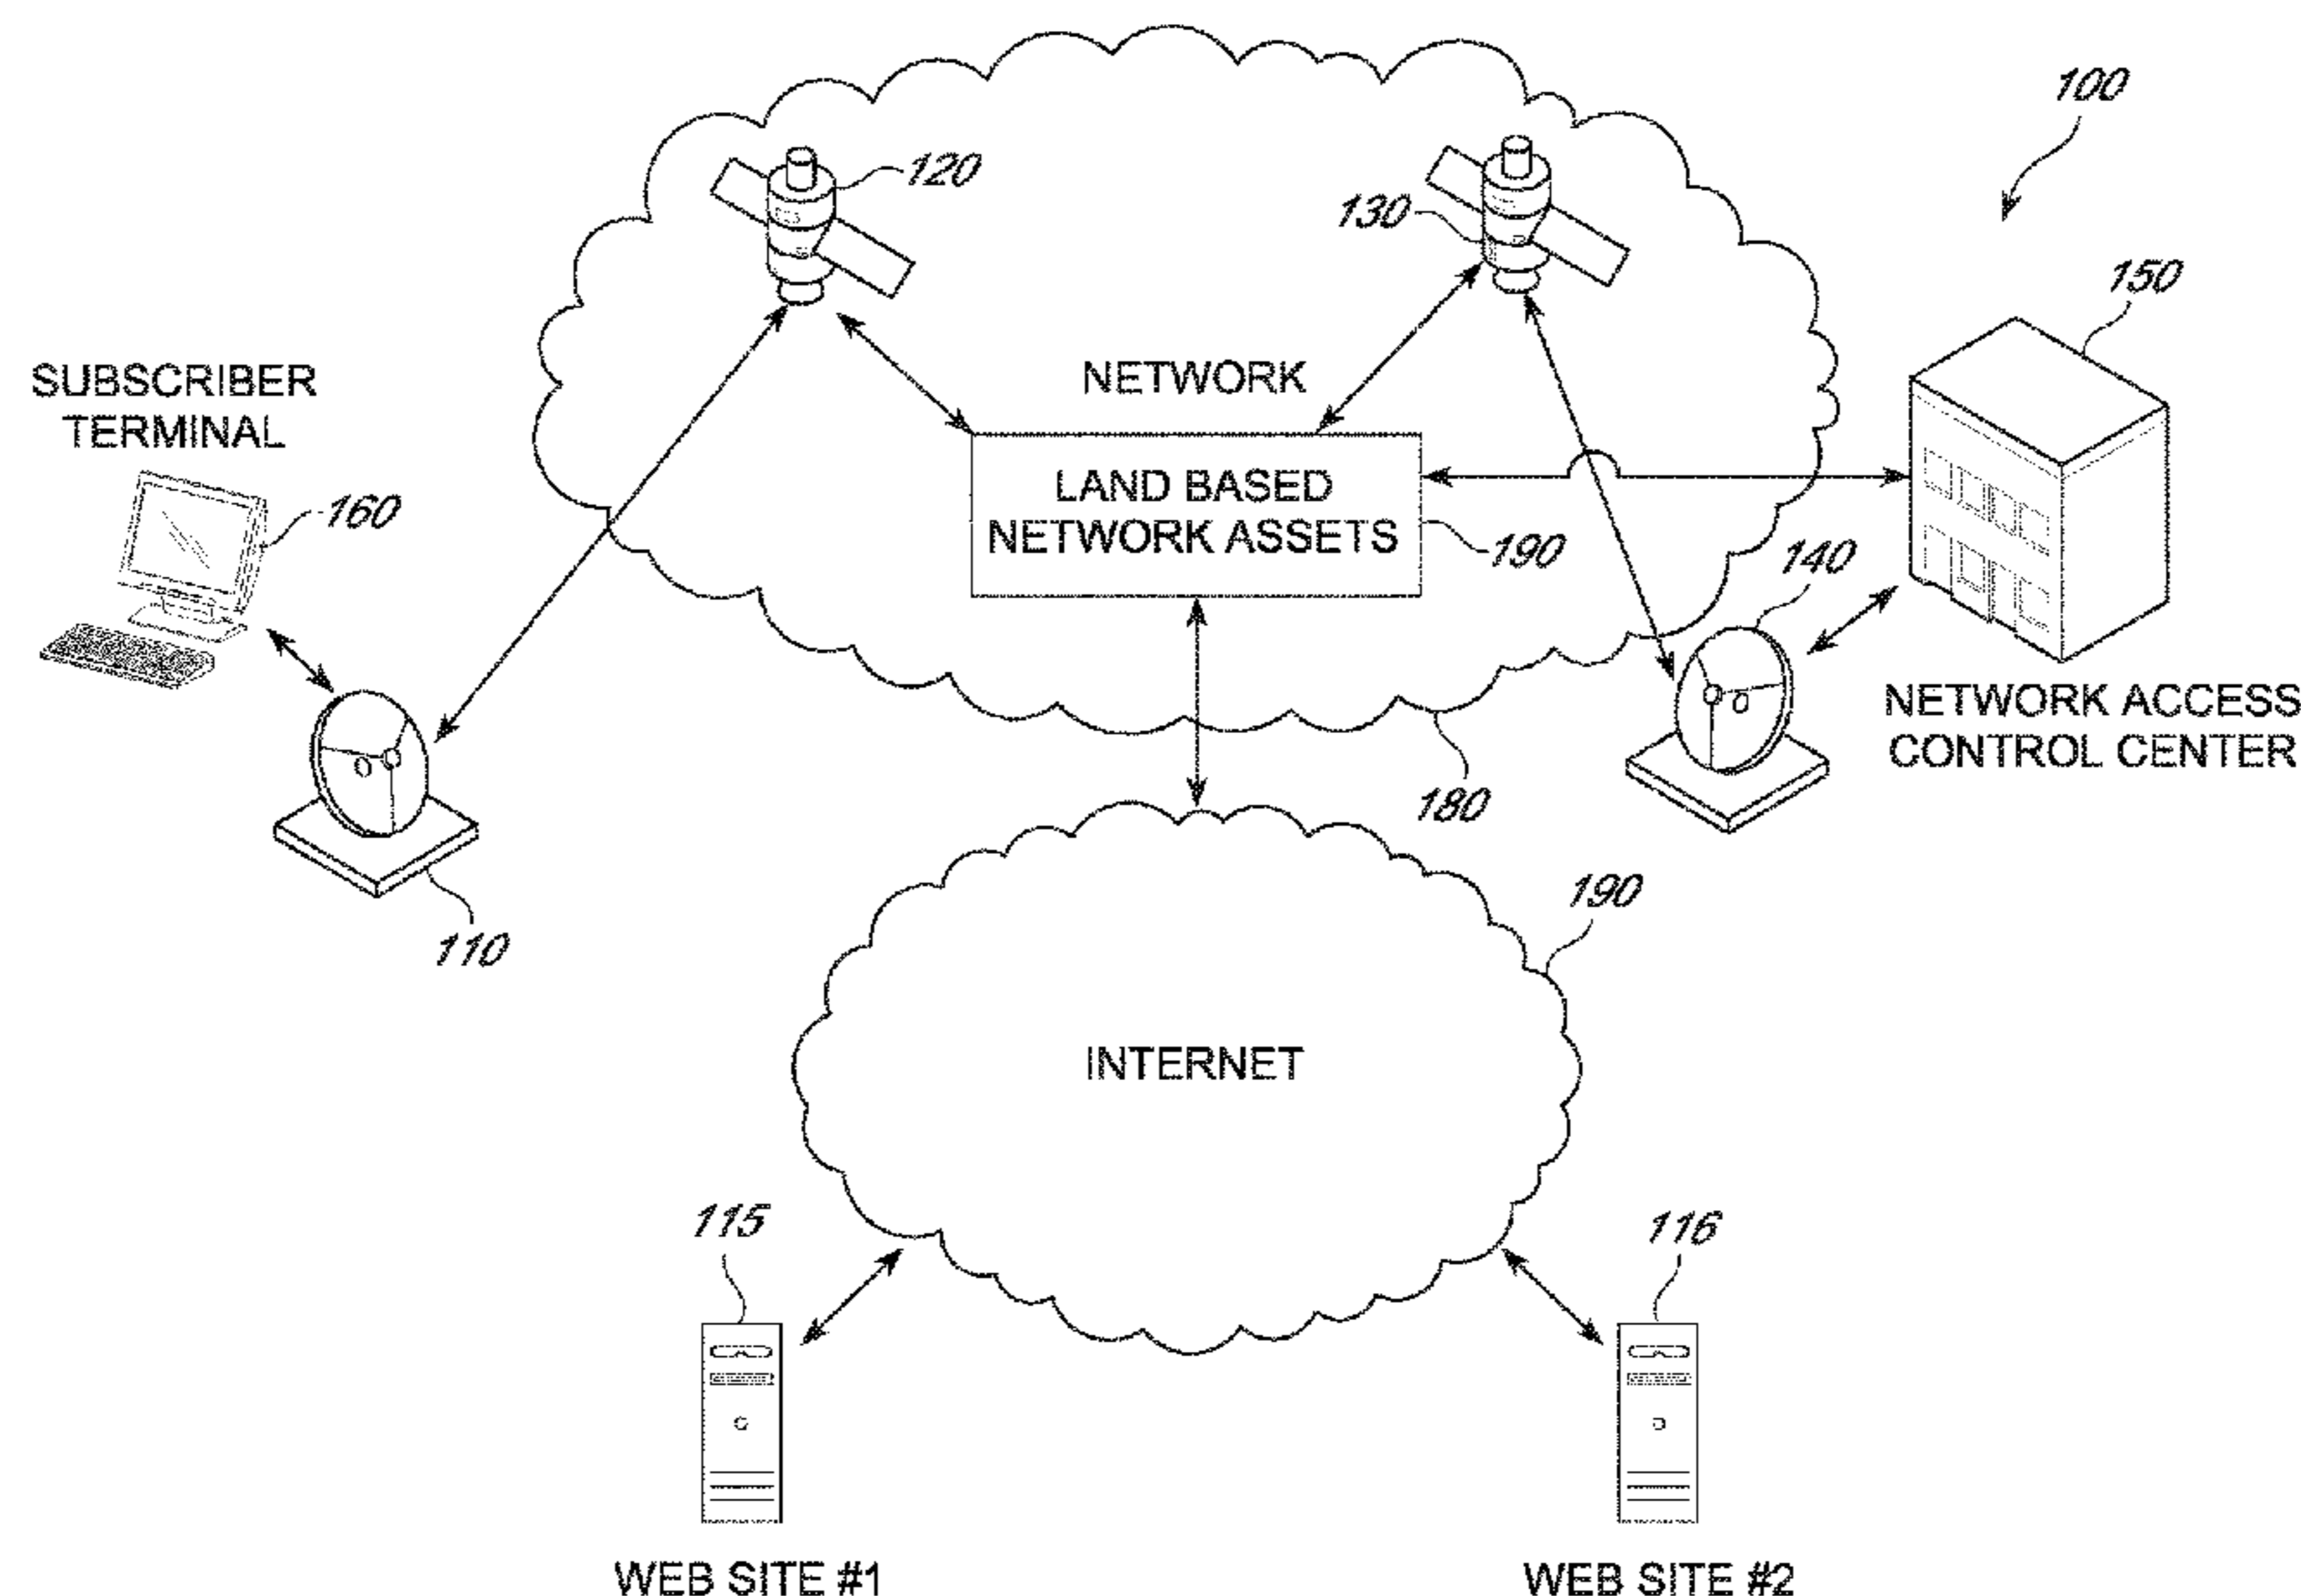 100
120
130
150
SUBSCRIBER
TERMINAL
NETWORK
160
LAND BASED
NETWORK ASSETS
190
140
NETWORK ACCESS
CONTROL CENTER
180
110
190
INTERNET
115
116
WEB SITE #1
WEB SITE #2